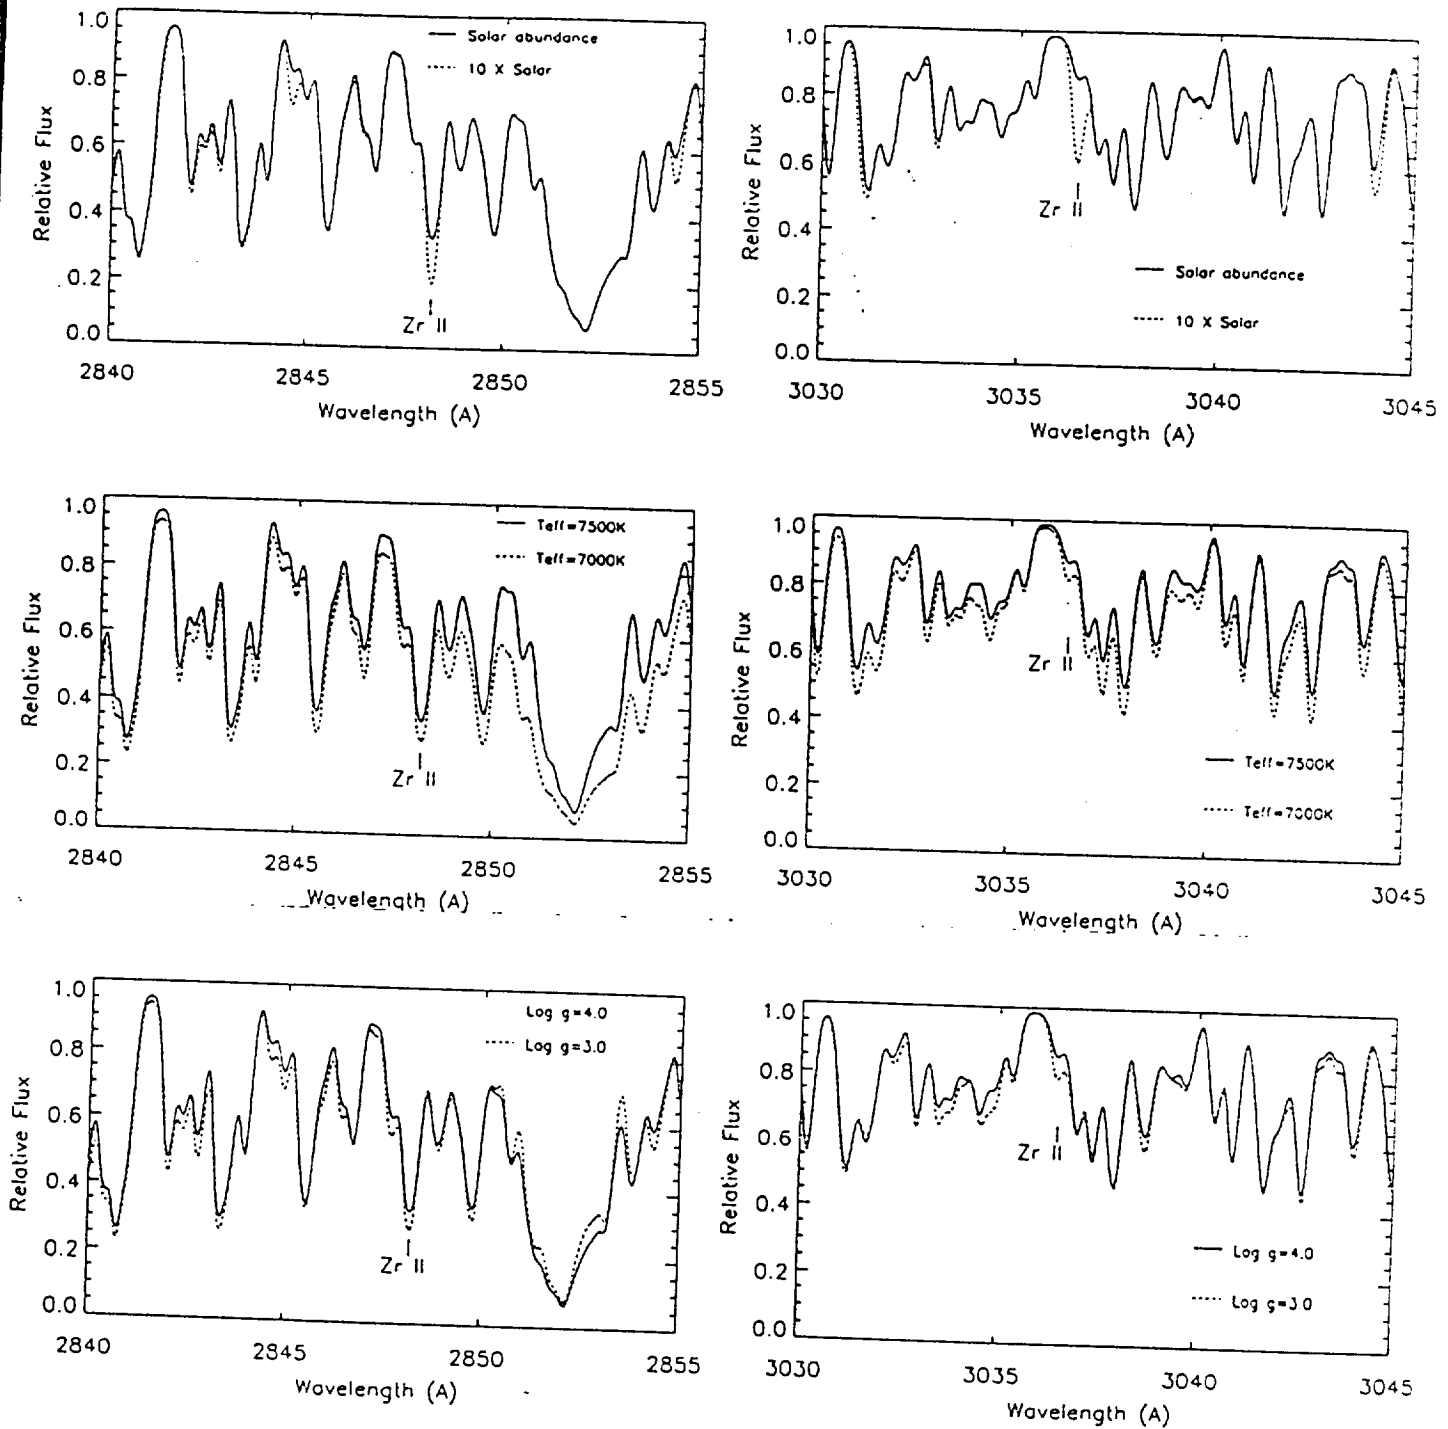 Relative Flux
1.0
0.8
0.6
0.4
0.2
0.0
Solar abundance
10 X Solar
Zr II
2840
2845
2850
2855
Wavelength (A)
Relative Flux
1.0
0.8
0.6
0.4
0.2
0.0
Zr II
Solar abundance
10 X Solar
3030
3035
3040
3045
Wavelength (A)
Relative Flux
1.0
0.8
0.6
0.4
0.2
0.0
Teff=7500K
Teff=7000K
Zr II
2840
2845
2850
2855
Wavelength (A)
Relative Flux
1.0
0.8
0.6
0.4
0.2
0.0
Zr II
Teff=7500K
Teff=7000K
3030
3035
3040
3045
Wavelength (A)
Relative Flux
1.0
0.8
0.6
0.4
0.2
0.0
Log g=4.0
Log g=3.0
Zr II
2840
2845
2850
2855
Wavelength (A)
Relative Flux
1.0
0.8
0.6
0.4
0.2
0.0
Zr II
Log g=4.0
Log g=3.0
3030
3035
3040
3045
Wavelength (A)